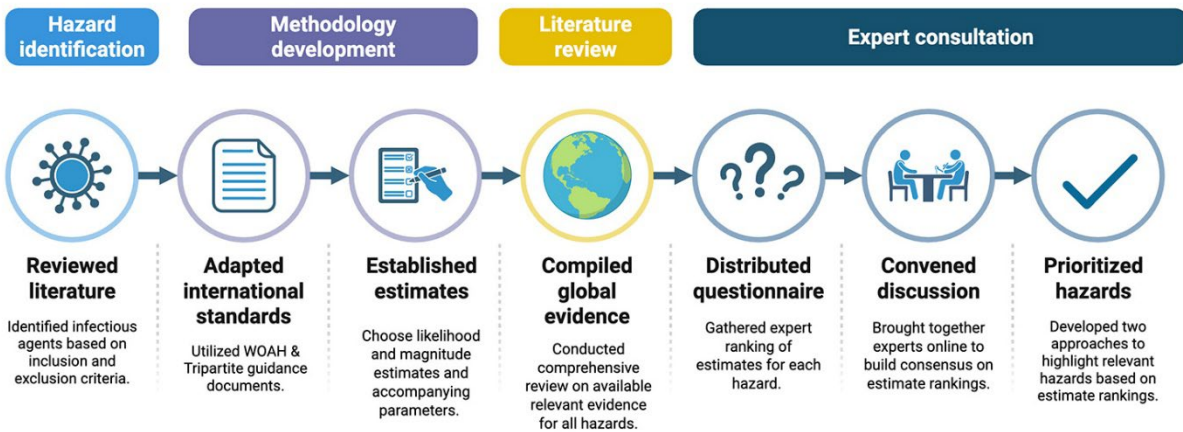 Hazard
identification
Methodology
development
Literature
review
Expert consultation
Reviewed
literature
Identified infectious
agents based on
inclusion and
exclusion criteria.
Adapted
international
standards
Utilized WOAH &
Tripartite guidance
documents.
Established
estimates
Choose likelihood
and magnitude
estimates and
accompanying
parameters.
Compiled
global
evidence
Conducted
comprehensive
review on available
relevant evidence
for all hazards.
Distributed
questionnaire
Gathered expert
ranking of
estimates for each
hazard.
Convened
discussion
Brought together
experts online to
build consensus on
estimate rankings.
Prioritized
hazards
Developed two
approaches to
highlight relevant
hazards based on
estimate rankings.